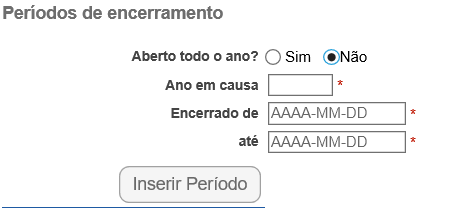 Períodos de encerramento
Aberto todo o ano? Sim Não
Ano em causa *
Encerrado de AAAA-MM-DD *
até AAAA-MM-DD *
Inserir Período